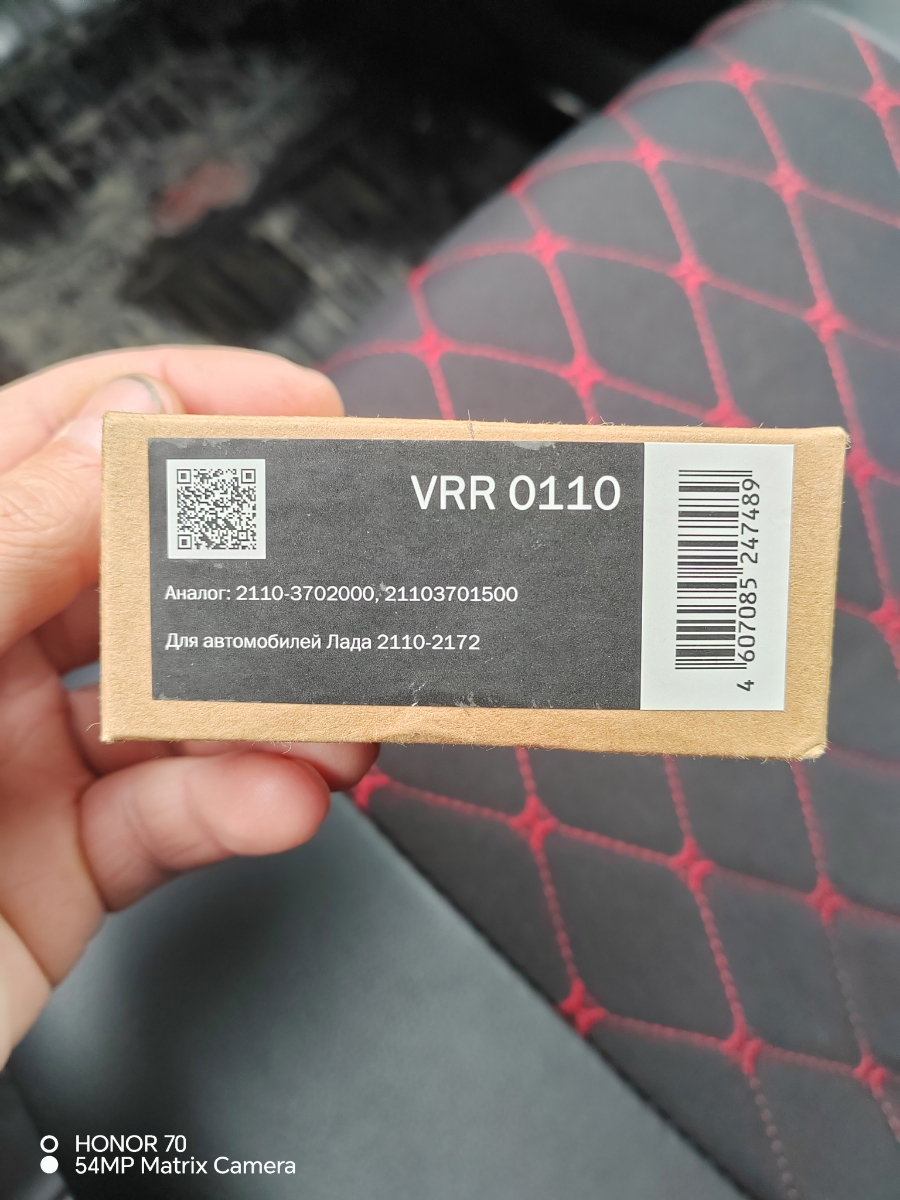 VRR 0110
Аналог: 2110-3702000, 21103701500
Для автомобилей Лада 2110-2172
4 607085 247489
HONOR 70
54MP Matrix Camera